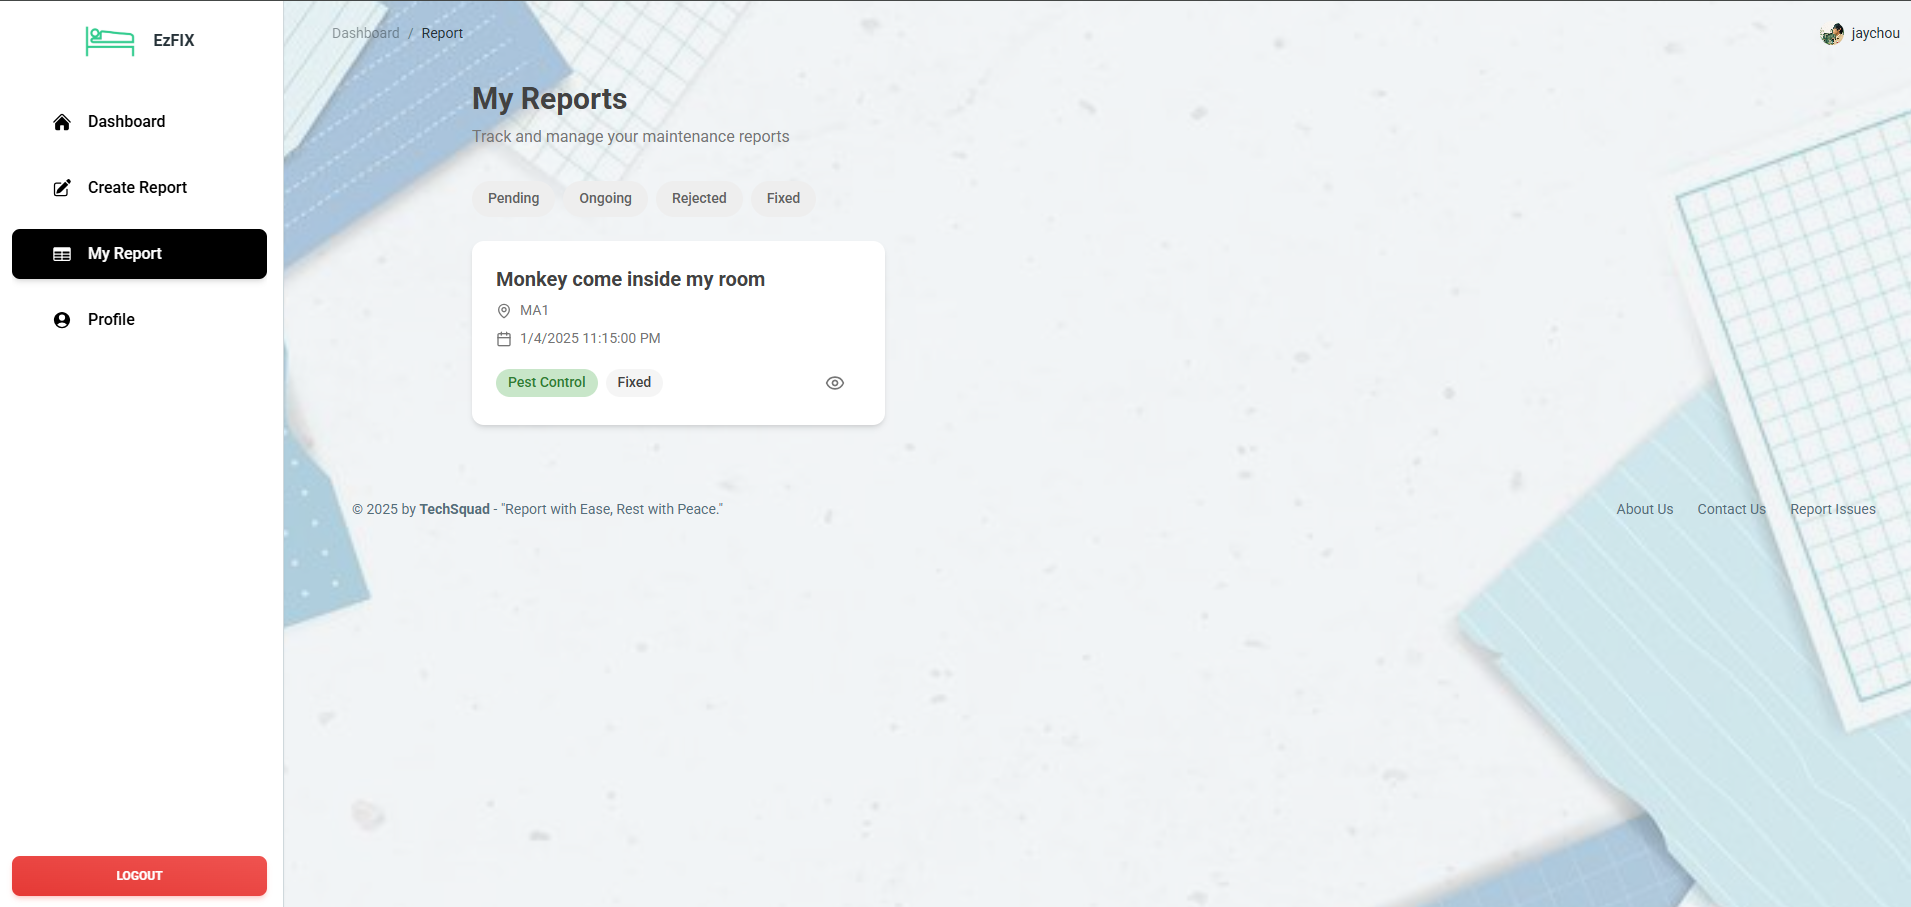 EzFIX
Dashboard
Create Report
My Report
Profile
LOGOUT
Dashboard / Report
jaychou
My Reports
Track and manage your maintenance reports
Pending Ongoing Rejected Fixed
Monkey come inside my room
MA1
1/4/2025 11:15:00 PM
Pest Control Fixed
© 2025 by TechSquad - "Report with Ease, Rest with Peace."
About Us Contact Us Report Issues